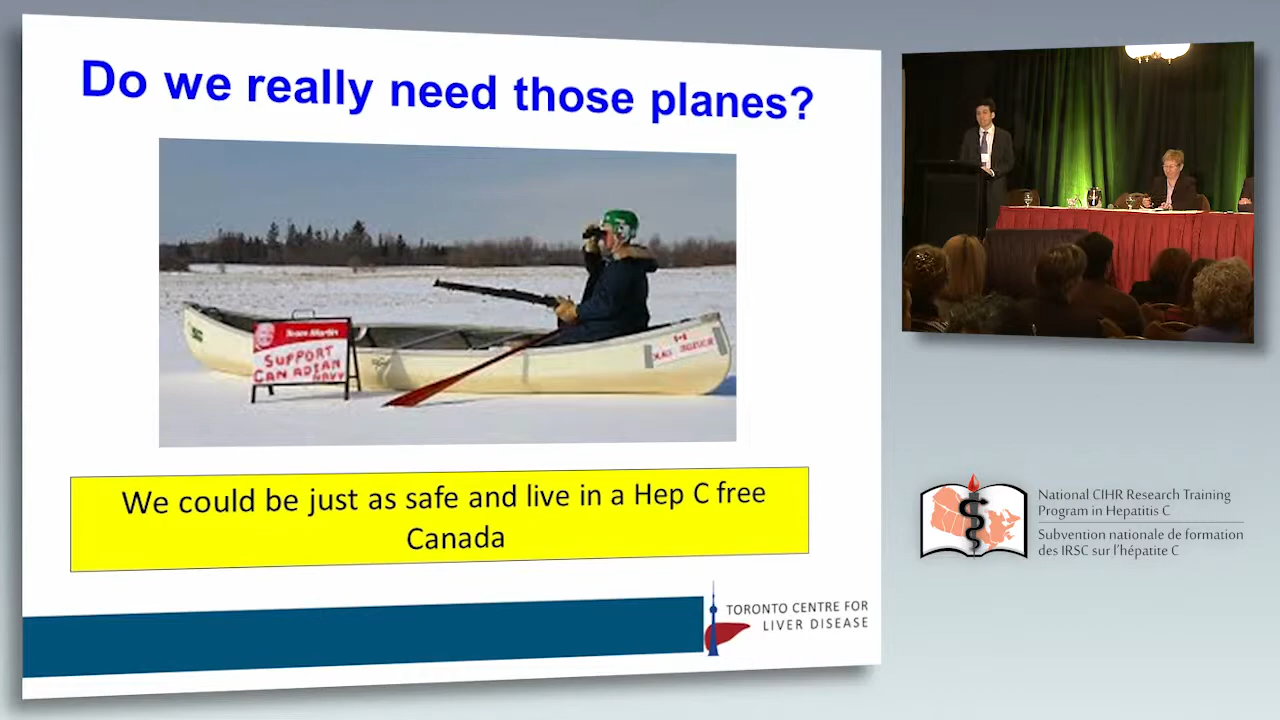 Do we really need those planes?
Team Martin
SUPPORT
CANADIAN
NAVY
We could be just as safe and live in a Hep C free
Canada
TORONTO CENTRE FOR
LIVER DISEASE
National CIHR Research Training
Program in Hepatitis C
Subvention nationale de formation
des IRSC sur l'hépatite C